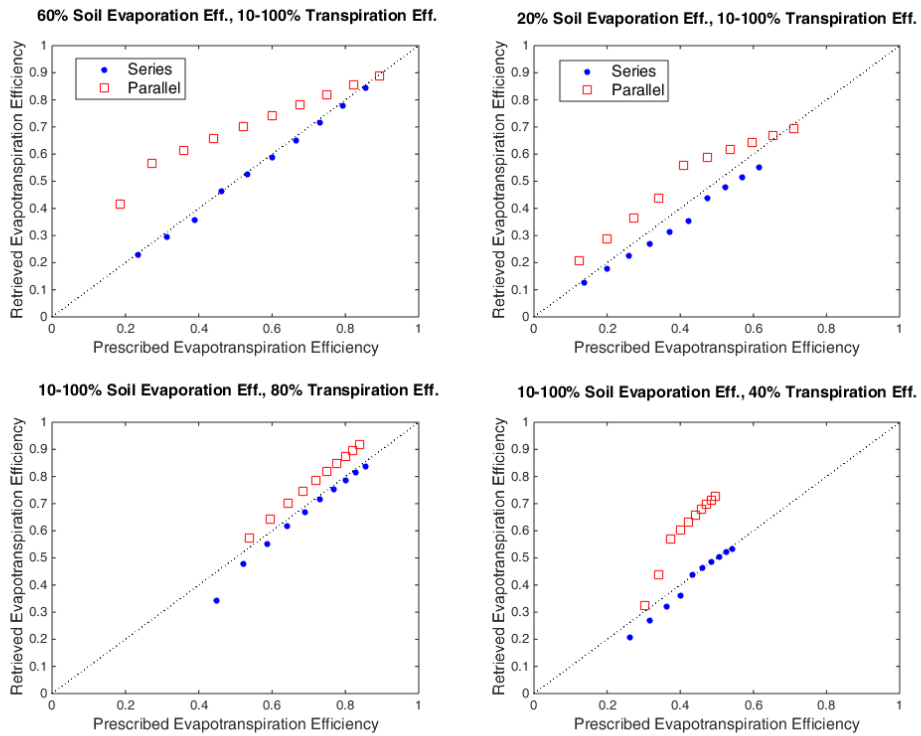 60% Soil Evaporation Eff., 10-100% Transpiration Eff.
Retrieved Evapotranspiration Efficiency
1
0.9
0.8
0.7
0.6
0.5
0.4
0.3
0.2
0.1
0
Series
Parallel
0 0.2 0.4 0.6 0.8 1
Prescribed Evapotranspiration Efficiency
20% Soil Evaporation Eff., 10-100% Transpiration Eff.
Retrieved Evapotranspiration Efficiency
1
0.9
0.8
0.7
0.6
0.5
0.4
0.3
0.2
0.1
0
Series
Parallel
0 0.2 0.4 0.6 0.8 1
Prescribed Evapotranspiration Efficiency
10-100% Soil Evaporation Eff., 80% Transpiration Eff.
Retrieved Evapotranspiration Efficiency
1
0.9
0.8
0.7
0.6
0.5
0.4
0.3
0.2
0.1
0
0 0.2 0.4 0.6 0.8 1
Prescribed Evapotranspiration Efficiency
10-100% Soil Evaporation Eff., 40% Transpiration Eff.
Retrieved Evapotranspiration Efficiency
1
0.9
0.8
0.7
0.6
0.5
0.4
0.3
0.2
0.1
0
0 0.2 0.4 0.6 0.8 1
Prescribed Evapotranspiration Efficiency